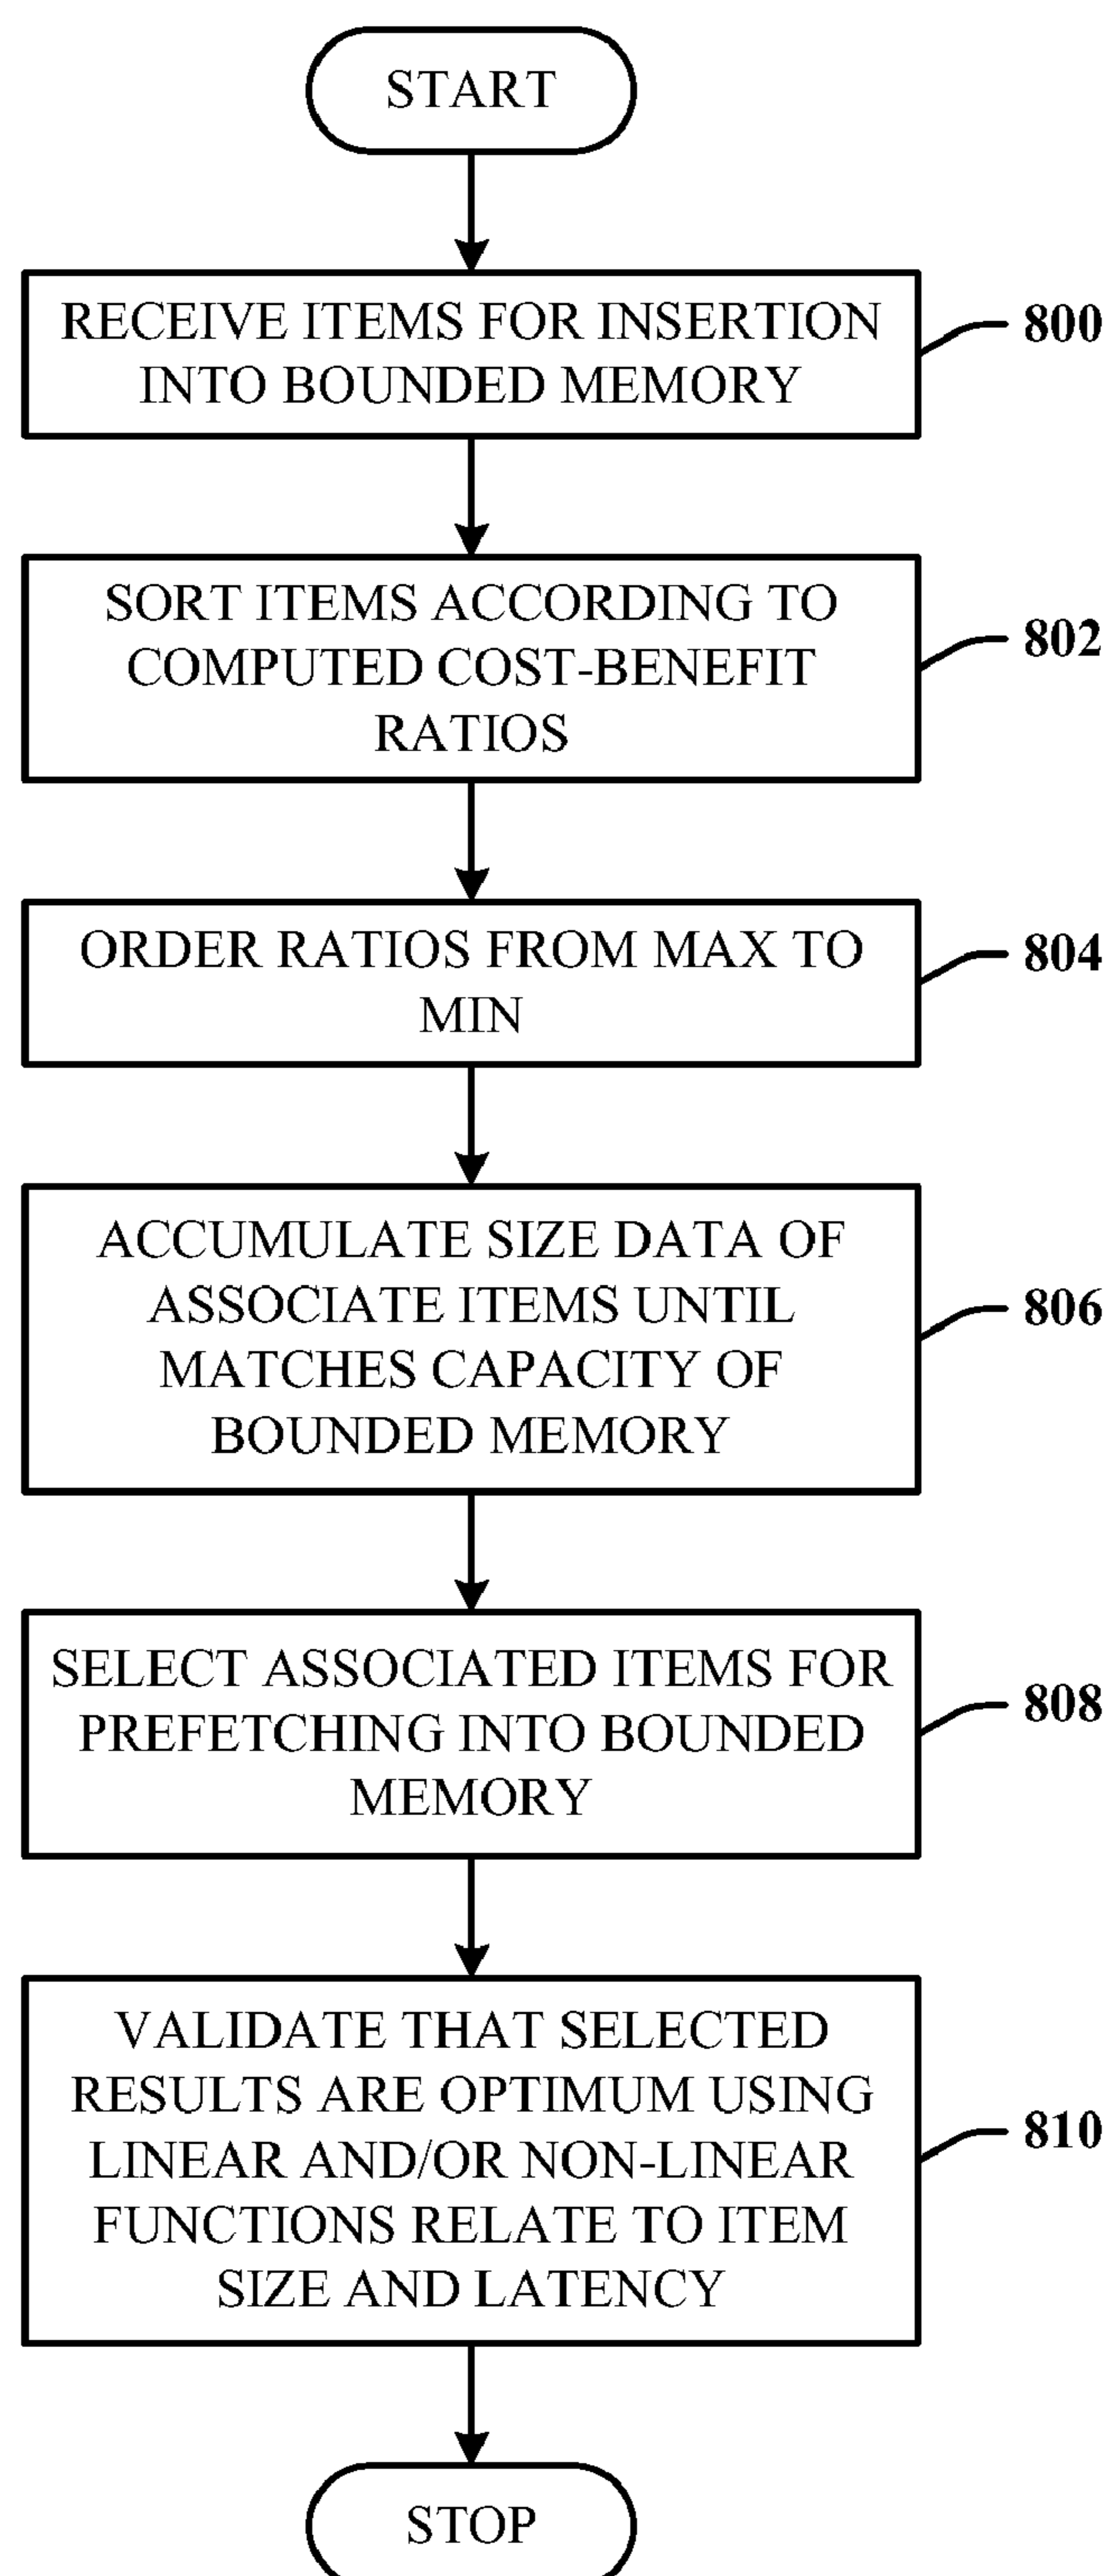 START
RECEIVE ITEMS FOR INSERTION
INTO BOUNDED MEMORY
800
SORT ITEMS ACCORDING TO
COMPUTED COST-BENEFIT
RATIOS
802
ORDER RATIOS FROM MAX TO
MIN
804
ACCUMULATE SIZE DATA OF
ASSOCIATE ITEMS UNTIL
MATCHES CAPACITY OF
BOUNDED MEMORY
806
SELECT ASSOCIATED ITEMS FOR
PREFETCHING INTO BOUNDED
MEMORY
808
VALIDATE THAT SELECTED
RESULTS ARE OPTIMUM USING
LINEAR AND/OR NON-LINEAR
FUNCTIONS RELATE TO ITEM
SIZE AND LATENCY
810
STOP